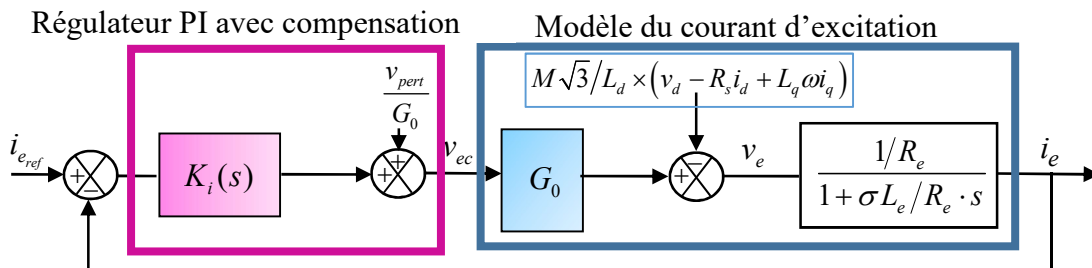 Régulateur PI avec compensation
Modèle du courant d'excitation
M√3/L_d × (v_d − R_s i_d + L_q ω i_q)
v_pert
G_0
i_e_ref
+
−
K_i(s)
+
+
v_ec
G_0
+
−
v_e
1/R_e
1 + σ L_e/R_e · s
i_e